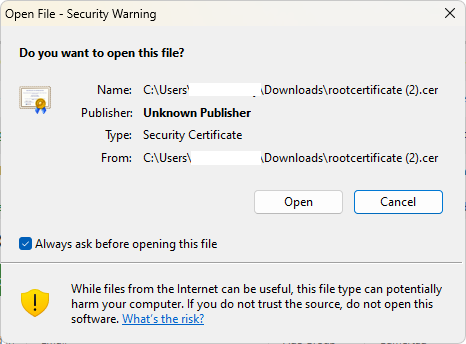 Open File - Security Warning
Do you want to open this file?
Name: C:\Users\ \Downloads\rootcertificate (2).cer
Publisher: Unknown Publisher
Type: Security Certificate
From: C:\Users\ \Downloads\rootcertificate (2).cer
Open Cancel
Always ask before opening this file
While files from the Internet can be useful, this file type can potentially
harm your computer. If you do not trust the source, do not open this
software. What's the risk?